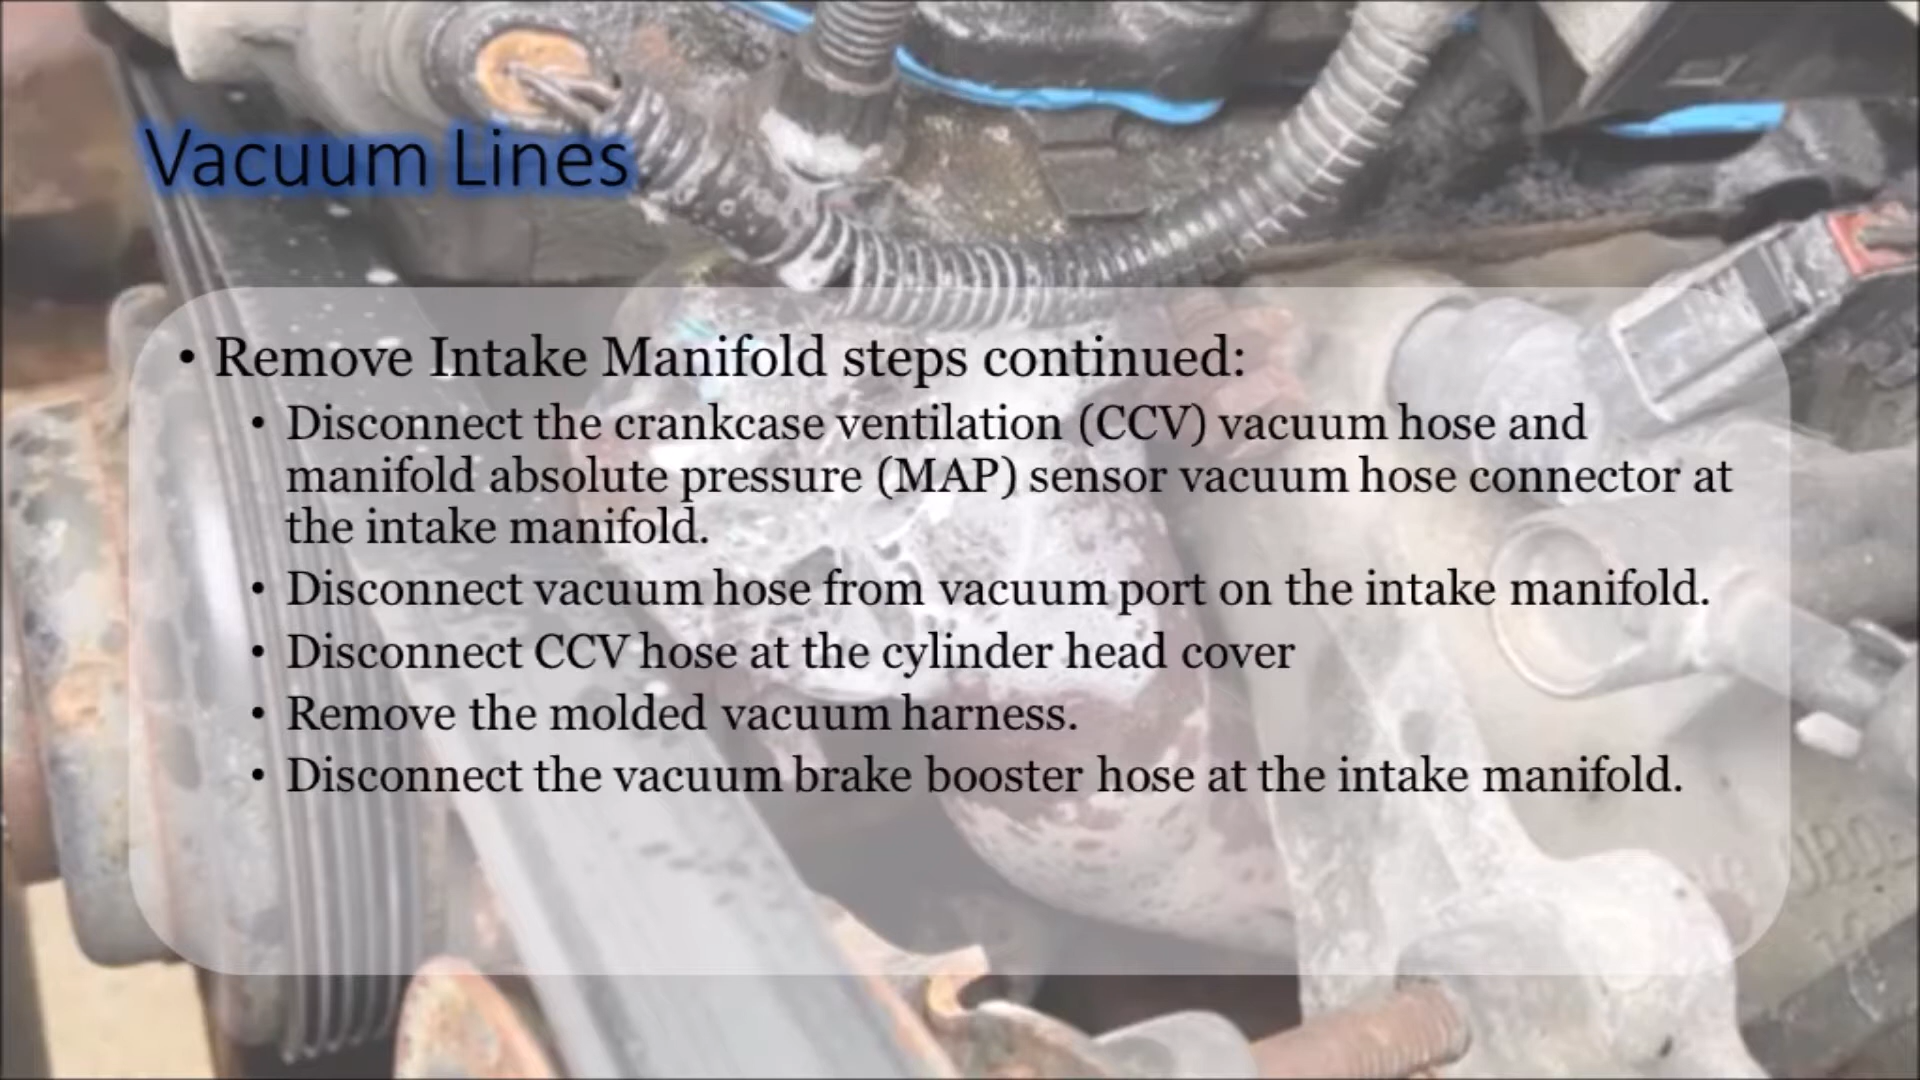 Vacuum Lines
• Remove Intake Manifold steps continued:
• Disconnect the crankcase ventilation (CCV) vacuum hose and
manifold absolute pressure (MAP) sensor vacuum hose connector at
the intake manifold.
• Disconnect vacuum hose from vacuum port on the intake manifold.
• Disconnect CCV hose at the cylinder head cover
• Remove the molded vacuum harness.
• Disconnect the vacuum brake booster hose at the intake manifold.